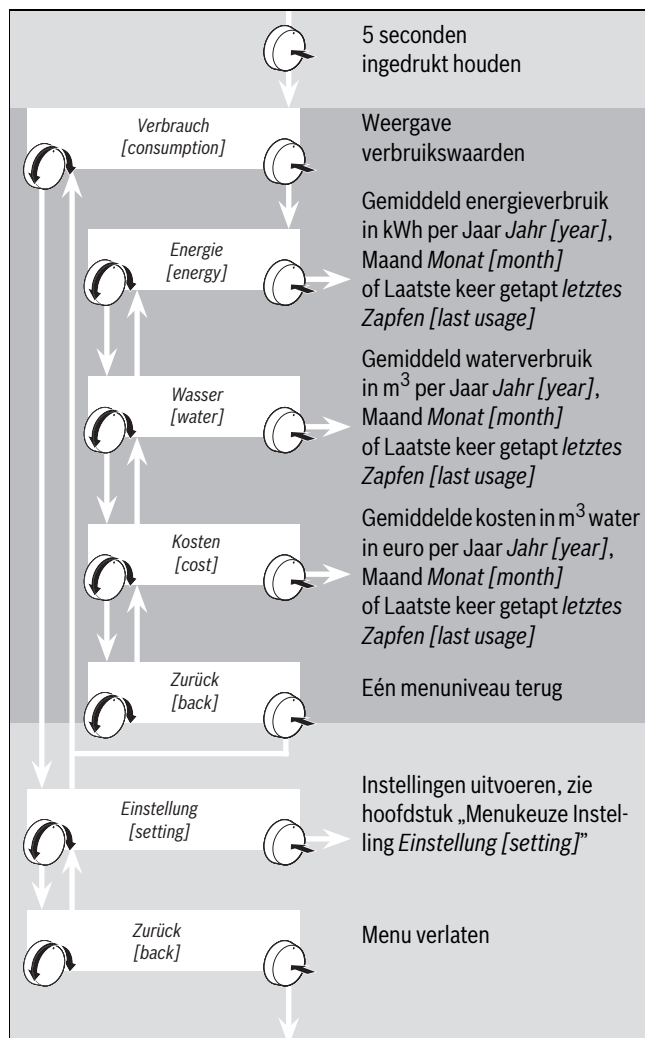 5 seconden
ingedrukt houden
Verbrauch
[consumption]
Weergave
verbruikswaarden
Energie
[energy]
Gemiddeld energieverbruik
in kWh per Jaar Jahr [year],
Maand Monat [month]
of Laatste keer getapt letztes
Zapfen [last usage]
Wasser
[water]
Gemiddeld waterverbruik
in m³ per Jaar Jahr [year],
Maand Monat [month]
of Laatste keer getapt letztes
Zapfen [last usage]
Kosten
[cost]
Gemiddelde kosten in m³ water
in euro per Jaar Jahr [year],
Maand Monat [month]
of Laatste keer getapt letztes
Zapfen [last usage]
Zurück
[back]
Eén menuniveau terug
Einstellung
[setting]
Instellingen uitvoeren, zie
hoofdstuk „Menukeuze Instel-
ling Einstellung [setting]”
Zurück
[back]
Menu verlaten